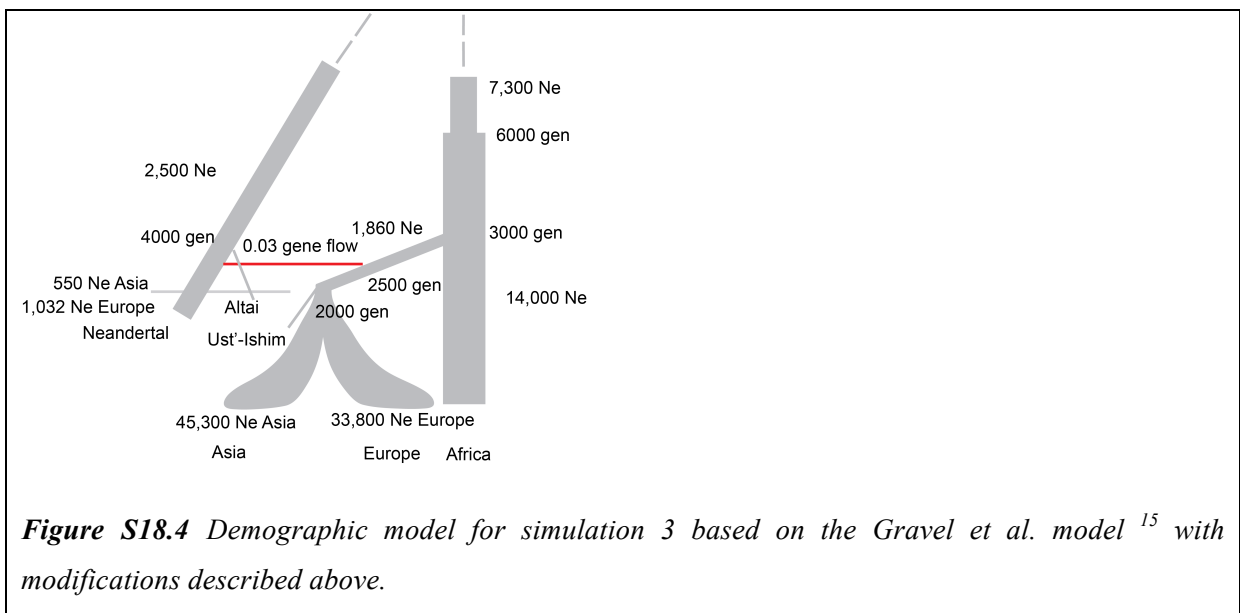 7,300 Ne
6000 gen
2,500 Ne
1,860 Ne
4000 gen
0.03 gene flow
3000 gen
550 Ne Asia
2500 gen
1,032 Ne Europe
Altai
14,000 Ne
2000 gen
Neandertal
Ust'-Ishim
45,300 Ne Asia
33,800 Ne Europe
Asia
Europe
Africa
Figure S18.4 Demographic model for simulation 3 based on the Gravel et al. model 15 with
modifications described above.